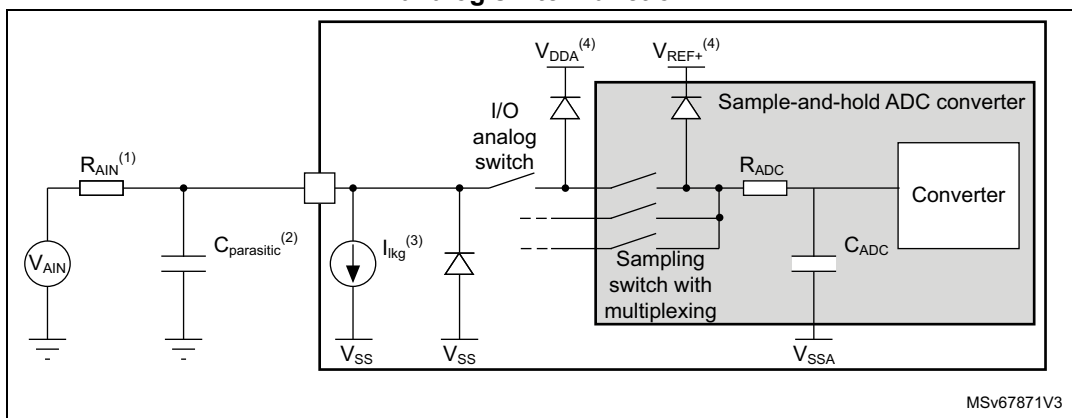 V_DDA(4)
V_REF+(4)
Sample-and-hold ADC converter
I/O
analog
switch
R_AIN(1)
R_ADC
Converter
V_AIN
C_parasitic(2)
I_lkg(3)
C_ADC
Sampling
switch with
multiplexing
V_SS
V_SS
V_SSA
MSv67871V3